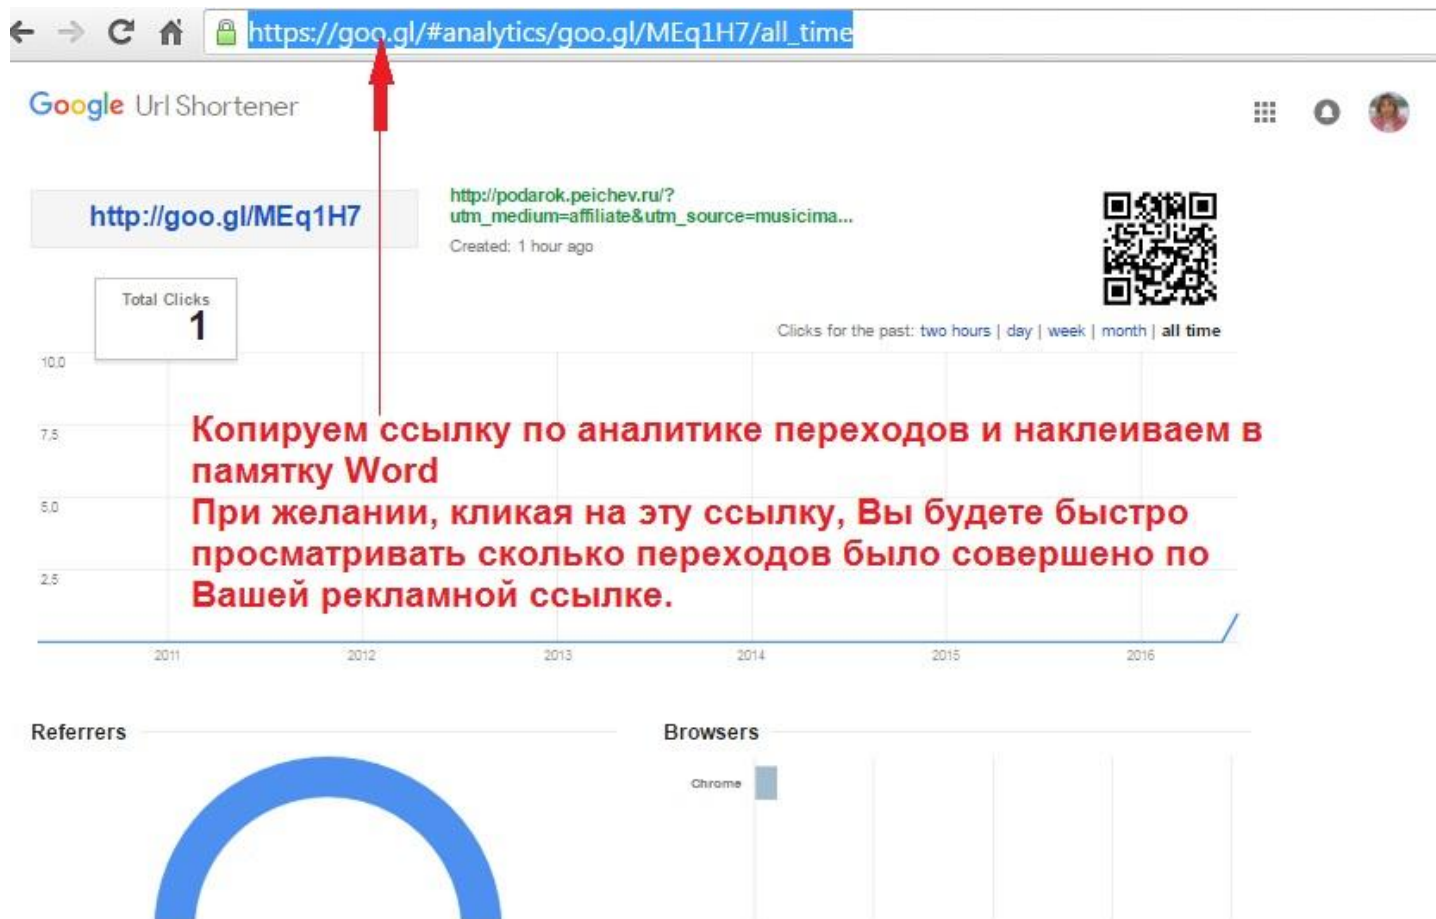 https://goo.gl/#analytics/goo.gl/MEq1H7/all_time
Google Url Shortener
http://goo.gl/MEq1H7
http://podarok.peichev.ru/?
utm_medium=affiliate&utm_source=musicima...
Created: 1 hour ago
Total Clicks
1
Clicks for the past: two hours | day | week | month | all time
10,0
7,5
5,0
2,5
Копируем ссылку по аналитике переходов и наклеиваем в
памятку Word
При желании, кликая на эту ссылку, Вы будете быстро
просматривать сколько переходов было совершено по
Вашей рекламной ссылке.
2011 2012 2013 2014 2015 2016
Referrers
Browsers
Chrome